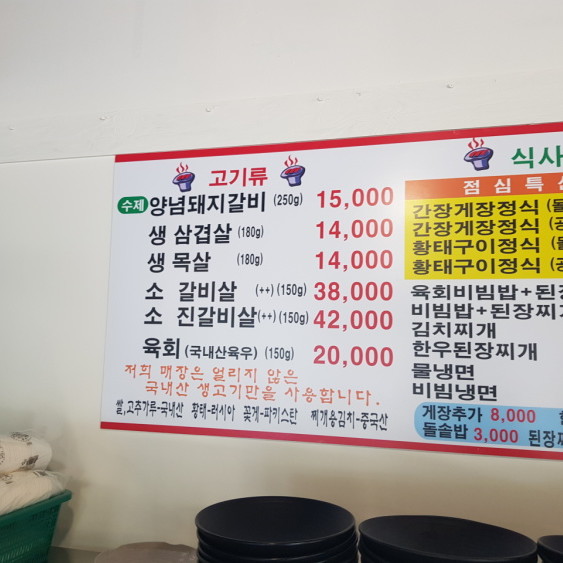 고기류
수제 양념돼지갈비 (250g) 15,000
생 삼겹살 (180g) 14,000
생 목살 (180g) 14,000
소 갈비살 (++) (150g) 38,000
소 진갈비살 (++) (150g) 42,000
육회 (국내산육우) (150g) 20,000
저희 매장은 얼리지 않은
국내산 생고기만을 사용합니다.
쌀,고추가루-국내산 황태-러시아 꽃게-파키스탄 찌개용김치-중국산
식사
점심특
간장게장정식
간장게장정식
황태구이정식
황태구이정식
육회비빔밥+된장
비빔밥+된장찌
김치찌개
한우된장찌개
물냉면
비빔냉면
게장추가 8,000
돌솥밥 3,000 된장찌